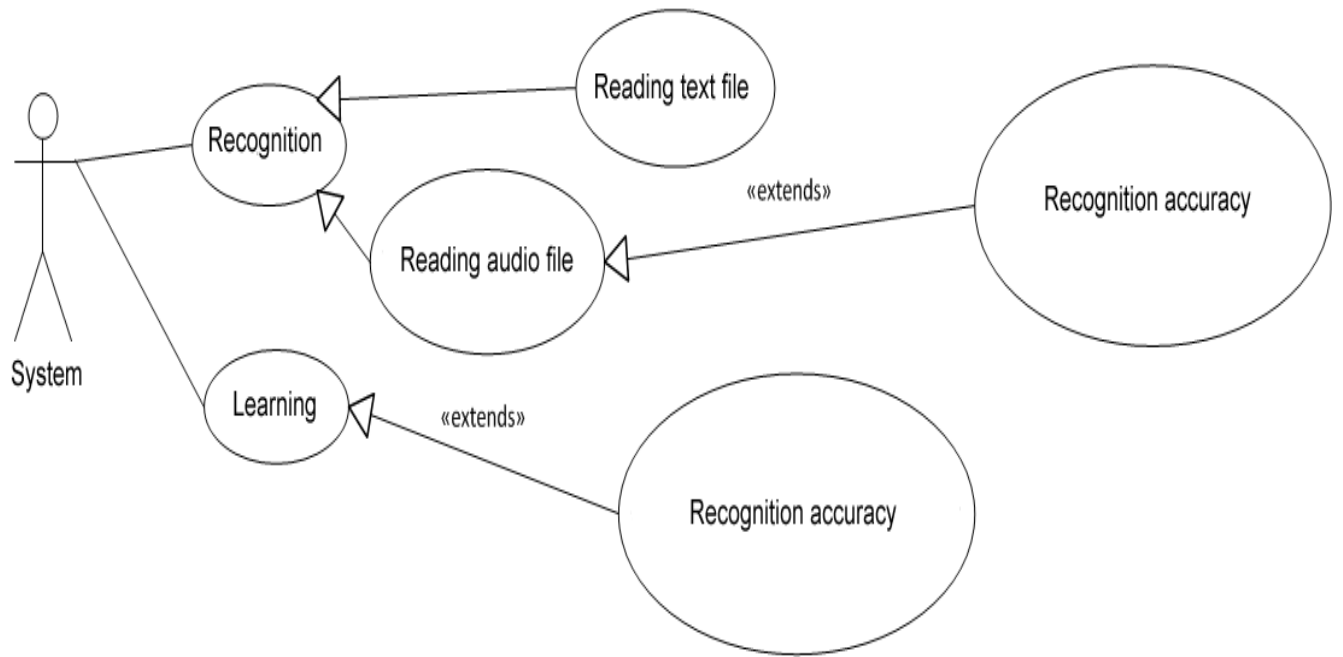 Reading text file
Recognition
«extends»
Recognition accuracy
Reading audio file
System
Learning
«extends»
Recognition accuracy